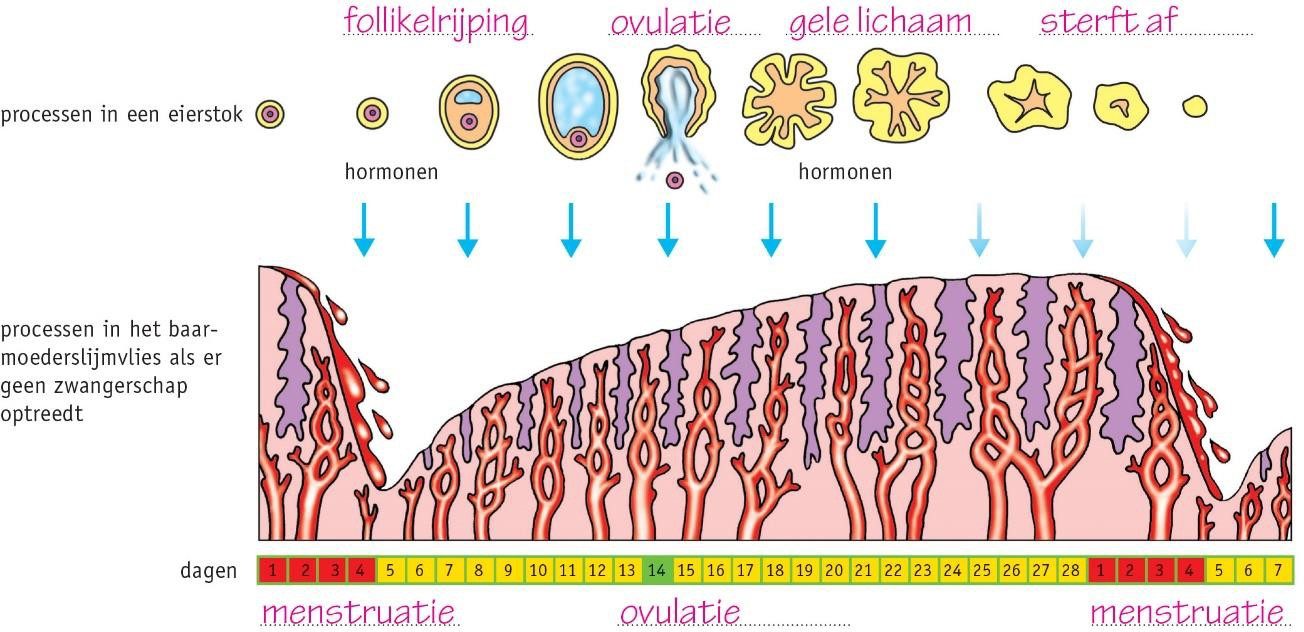 follikelrijping ovulatie gele lichaam sterft af
processen in een eierstok
hormonen hormonen
processen in het baar-
moederslijmvlies als er
geen zwangerschap
optreedt
dagen 1 2 3 4 5 6 7 8 9 10 11 12 13 14 15 16 17 18 19 20 21 22 23 24 25 26 27 28 1 2 3 4 5 6 7
menstruatie ovulatie menstruatie